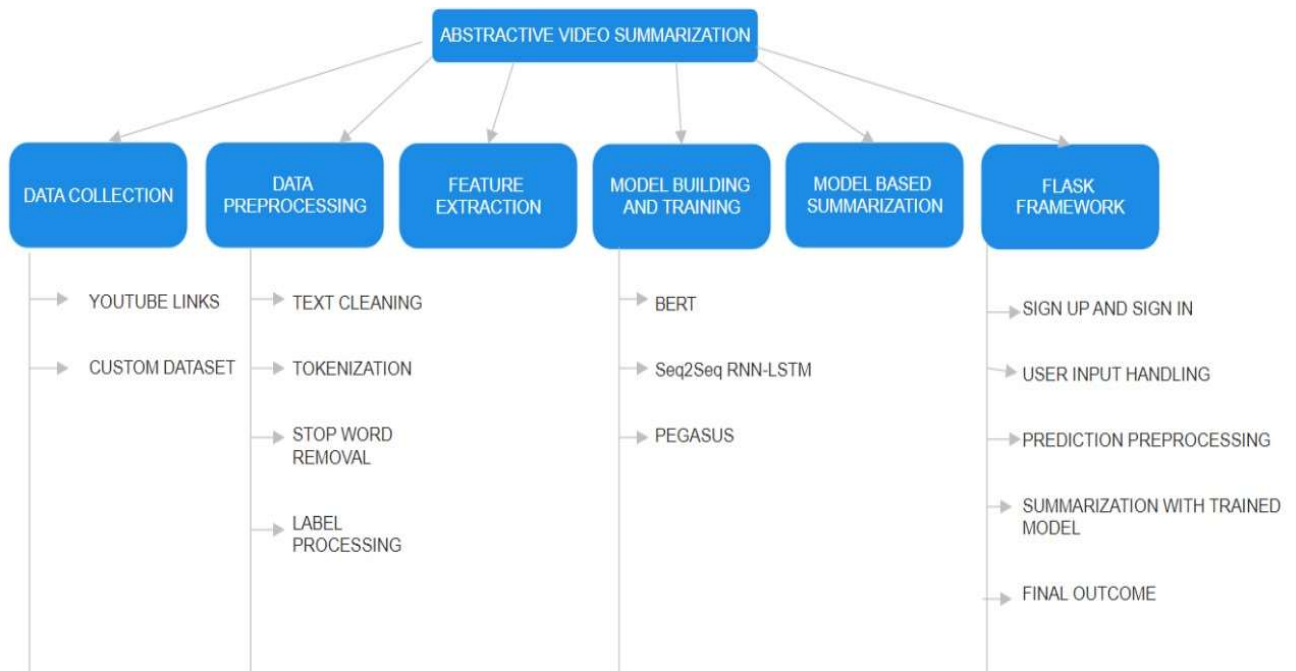 ABSTRACTIVE VIDEO SUMMARIZATION
DATA COLLECTION
DATA
PREPROCESSING
FEATURE
EXTRACTION
MODEL BUILDING
AND TRAINING
MODEL BASED
SUMMARIZATION
FLASK
FRAMEWORK
YOUTUBE LINKS
CUSTOM DATASET
TEXT CLEANING
TOKENIZATION
STOP WORD
REMOVAL
LABEL
PROCESSING
BERT
Seq2Seq RNN-LSTM
PEGASUS
SIGN UP AND SIGN IN
USER INPUT HANDLING
PREDICTION PREPROCESSING
SUMMARIZATION WITH TRAINED
MODEL
FINAL OUTCOME